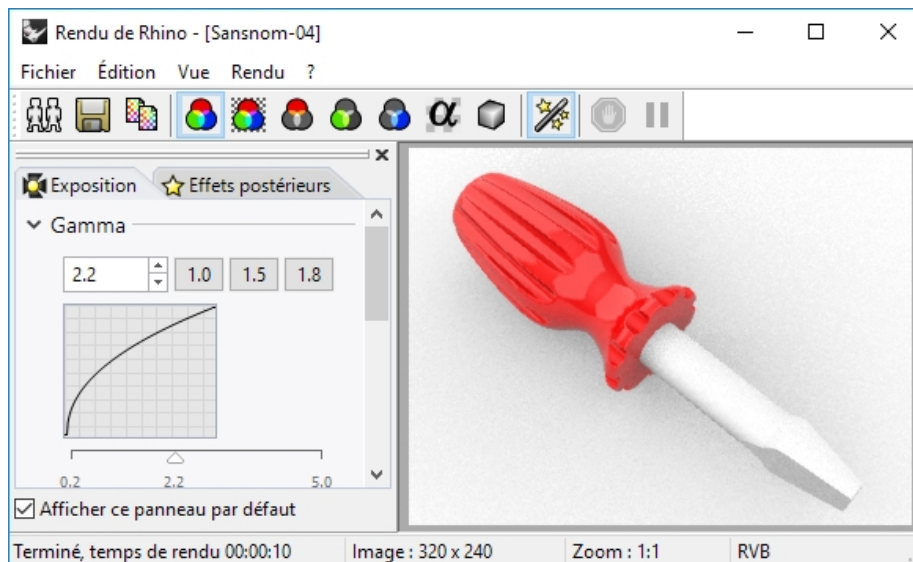 Rendu de Rhino - [Sansnom-04]
Fichier Édition Vue Rendu ?
α
Exposition Effets postérieurs
Gamma
2.2 1.0 1.5 1.8
0.2 2.2 5.0
Afficher ce panneau par défaut
Terminé, temps de rendu 00:00:10 Image : 320 x 240 Zoom : 1:1 RVB